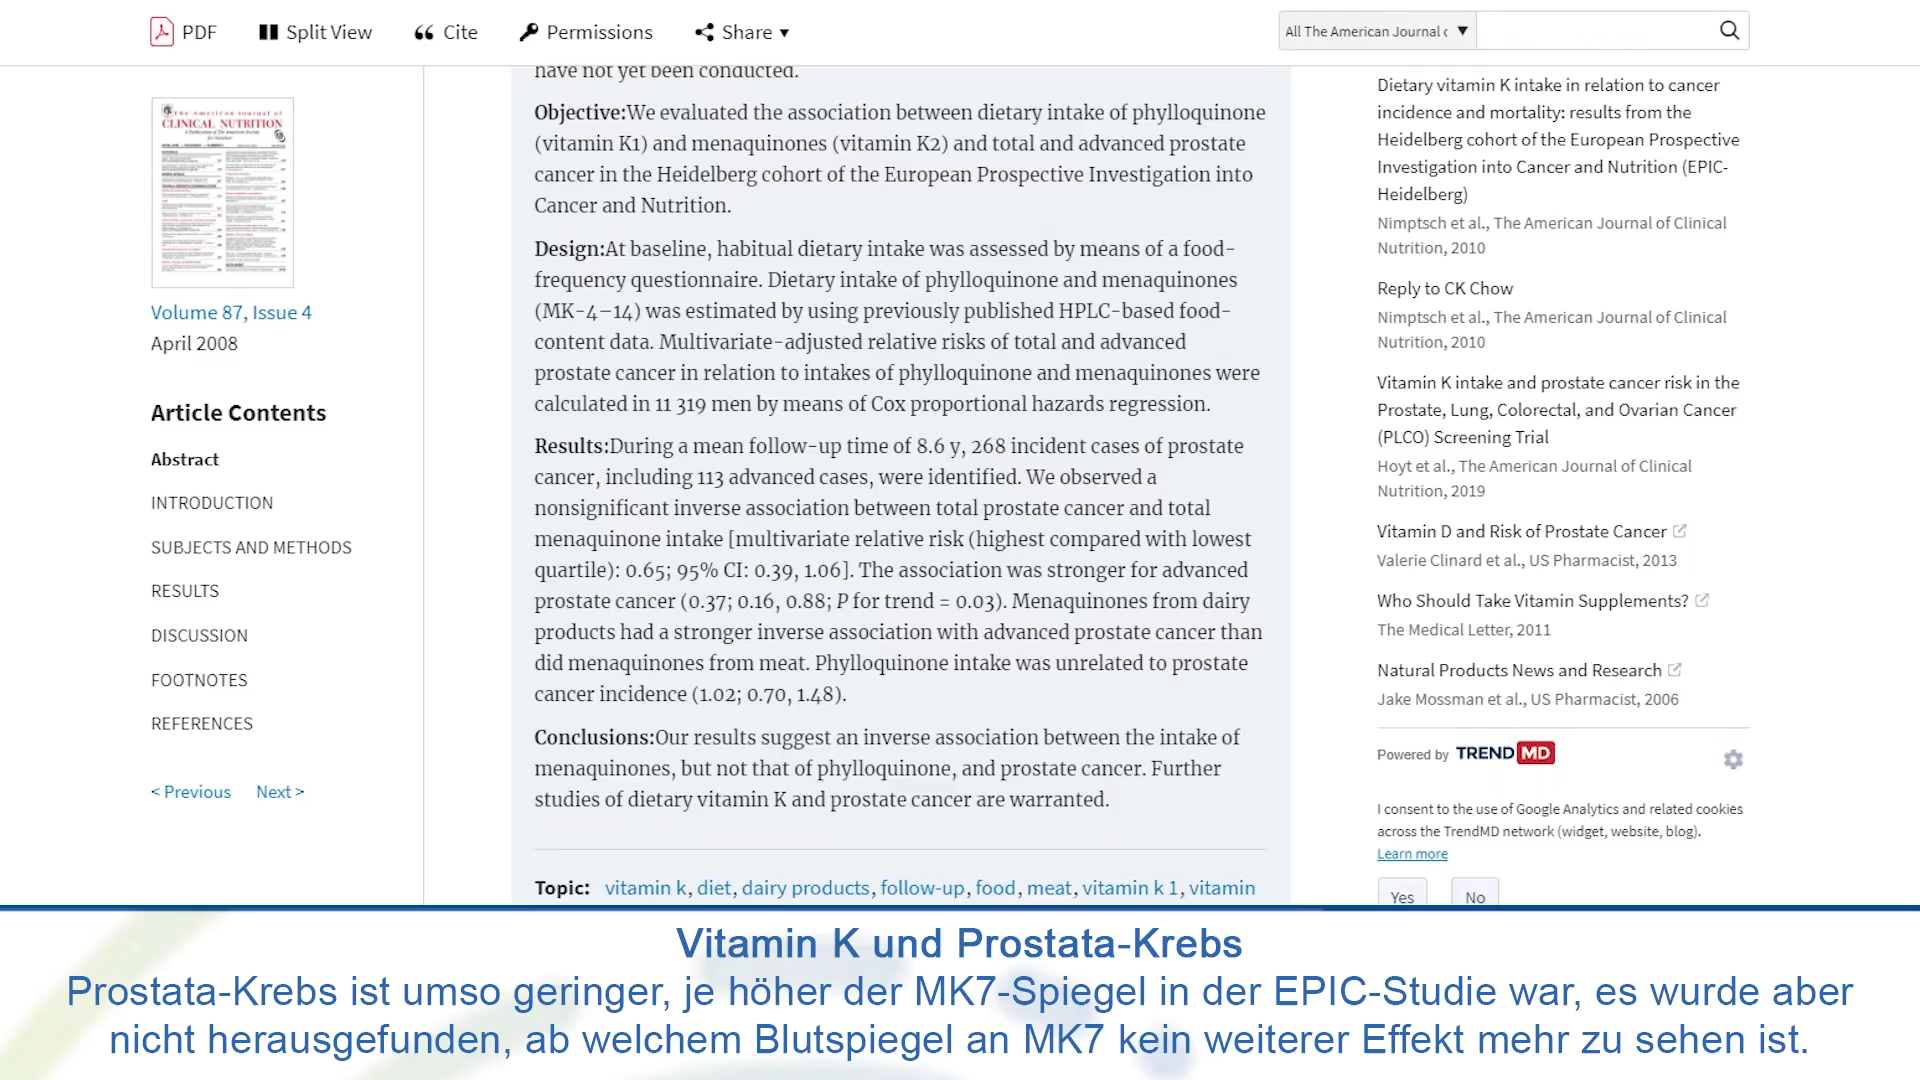 PDF
Split View
Cite
Permissions
Share
All The American Journal
Volume 87, Issue 4
April 2008
Article Contents
Abstract
INTRODUCTION
SUBJECTS AND METHODS
RESULTS
DISCUSSION
FOOTNOTES
REFERENCES
< Previous Next >
The American Journal of
CLINICAL NUTRITION
have not yet been conducted.
Objective:We evaluated the association between dietary intake of phylloquinone
(vitamin K1) and menaquinones (vitamin K2) and total and advanced prostate
cancer in the Heidelberg cohort of the European Prospective Investigation into
Cancer and Nutrition.
Design:At baseline, habitual dietary intake was assessed by means of a food-
frequency questionnaire. Dietary intake of phylloquinone and menaquinones
(MK-4–14) was estimated by using previously published HPLC-based food-
content data. Multivariate-adjusted relative risks of total and advanced
prostate cancer in relation to intakes of phylloquinone and menaquinones were
calculated in 11 319 men by means of Cox proportional hazards regression.
Results:During a mean follow-up time of 8.6 y, 268 incident cases of prostate
cancer, including 113 advanced cases, were identified. We observed a
nonsignificant inverse association between total prostate cancer and total
menaquinone intake [multivariate relative risk (highest compared with lowest
quartile): 0.65; 95% CI: 0.39, 1.06]. The association was stronger for advanced
prostate cancer (0.37; 0.16, 0.88; P for trend = 0.03). Menaquinones from dairy
products had a stronger inverse association with advanced prostate cancer than
did menaquinones from meat. Phylloquinone intake was unrelated to prostate
cancer incidence (1.02; 0.70, 1.48).
Conclusions:Our results suggest an inverse association between the intake of
menaquinones, but not that of phylloquinone, and prostate cancer. Further
studies of dietary vitamin K and prostate cancer are warranted.
Topic: vitamin k, diet, dairy products, follow-up, food, meat, vitamin k 1, vitamin
Dietary vitamin K intake in relation to cancer
incidence and mortality: results from the
Heidelberg cohort of the European Prospective
Investigation into Cancer and Nutrition (EPIC-
Heidelberg)
Nimptsch et al., The American Journal of Clinical
Nutrition, 2010
Reply to CK Chow
Nimptsch et al., The American Journal of Clinical
Nutrition, 2010
Vitamin K intake and prostate cancer risk in the
Prostate, Lung, Colorectal, and Ovarian Cancer
(PLCO) Screening Trial
Hoyt et al., The American Journal of Clinical
Nutrition, 2019
Vitamin D and Risk of Prostate Cancer
Valerie Clinard et al., US Pharmacist, 2013
Who Should Take Vitamin Supplements?
The Medical Letter, 2011
Natural Products News and Research
Jake Mossman et al., US Pharmacist, 2006
Powered by TREND MD
I consent to the use of Google Analytics and related cookies
across the TrendMD network (widget, website, blog).
Learn more
Yes No
Vitamin K und Prostata-Krebs
Prostata-Krebs ist umso geringer, je höher der MK7-Spiegel in der EPIC-Studie war, es wurde aber
nicht herausgefunden, ab welchem Blutspiegel an MK7 kein weiterer Effekt mehr zu sehen ist.